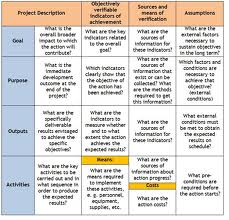 Project Description
Objectively
verifiable
indicators of
achievement
Sources and
means of
verification
Assumptions
Goal
What is the
overall broader
impact to which
the action will
contribute?
What are the key
indicators related
to the overall
goal?
What are the
sources of
information for
these indicators?
What are the
external factors
necessary to
sustain objectives
in the long term?
Purpose
What is the
immediate
development outcome
at the end of the
project?
Which indicators
clearly show that
the objective of
the action has been
achieved?
What are the
sources of
information that
exist or can be
collected? What
are the methods
required to get
this information?
Which factors and
conditions are
necessary to
achieve that
objective?
(external
conditions)
Outputs
What are the
specifically
deliverable
results envisaged
to achieve the
specific
objectives?
What are the
indicators to
measure whether
and to what
extent the action
achieves the
expected results?
What are the
sources of
information for
these indicators?
What external
conditions must
be met to obtain
the expected
results on
schedule?
Activities
What are the key
activities to be
carried out and in
what sequence in
order to produce
the expected
results?
Means:
What are the
means required to
implement these
activities, e. g.
personnel,
equipment,
supplies, etc.
What are the
sources of
information about
action progress?
Costs
What are the
action costs?
What pre-
conditions are
required before the
action starts?